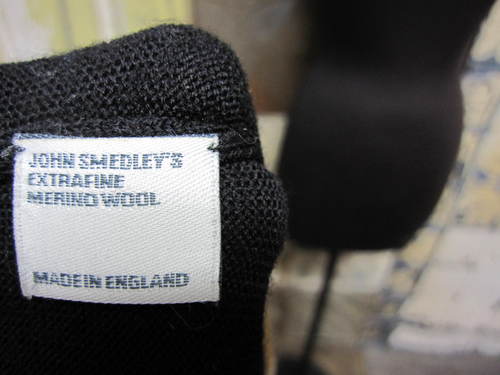 JOHN SMEDLEY'S
EXTRAFINE
MERINO WOOL
MADE IN ENGLAND